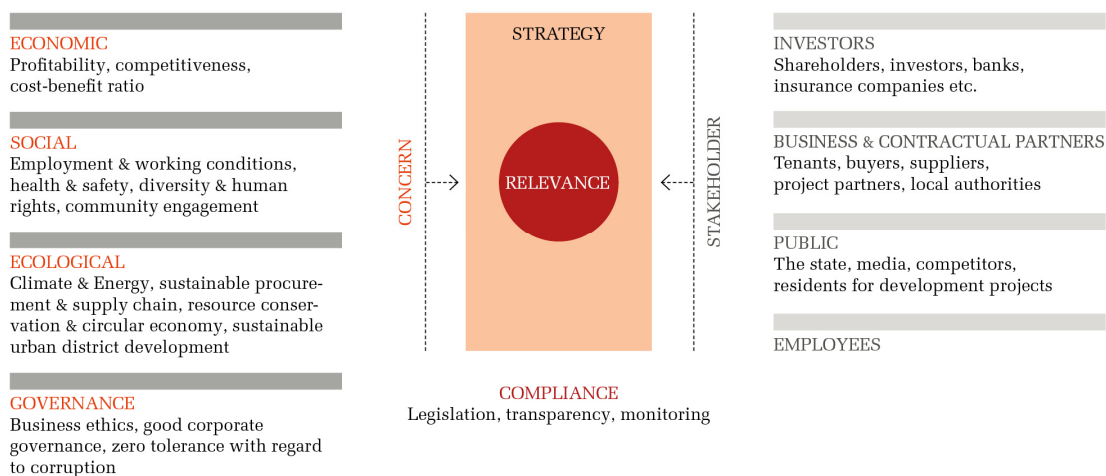 ECONOMIC
Profitability, competitiveness,
cost-benefit ratio
SOCIAL
Employment & working conditions,
health & safety, diversity & human
rights, community engagement
ECOLOGICAL
Climate & Energy, sustainable procure-
ment & supply chain, resource conser-
vation & circular economy, sustainable
urban district development
GOVERNANCE
Business ethics, good corporate
governance, zero tolerance with regard
to corruption
CONCERN
STRATEGY
RELEVANCE
STAKEHOLDER
COMPLIANCE
Legislation, transparency, monitoring
INVESTORS
Shareholders, investors, banks,
insurance companies etc.
BUSINESS & CONTRACTUAL PARTNERS
Tenants, buyers, suppliers,
project partners, local authorities
PUBLIC
The state, media, competitors,
residents for development projects
EMPLOYEES